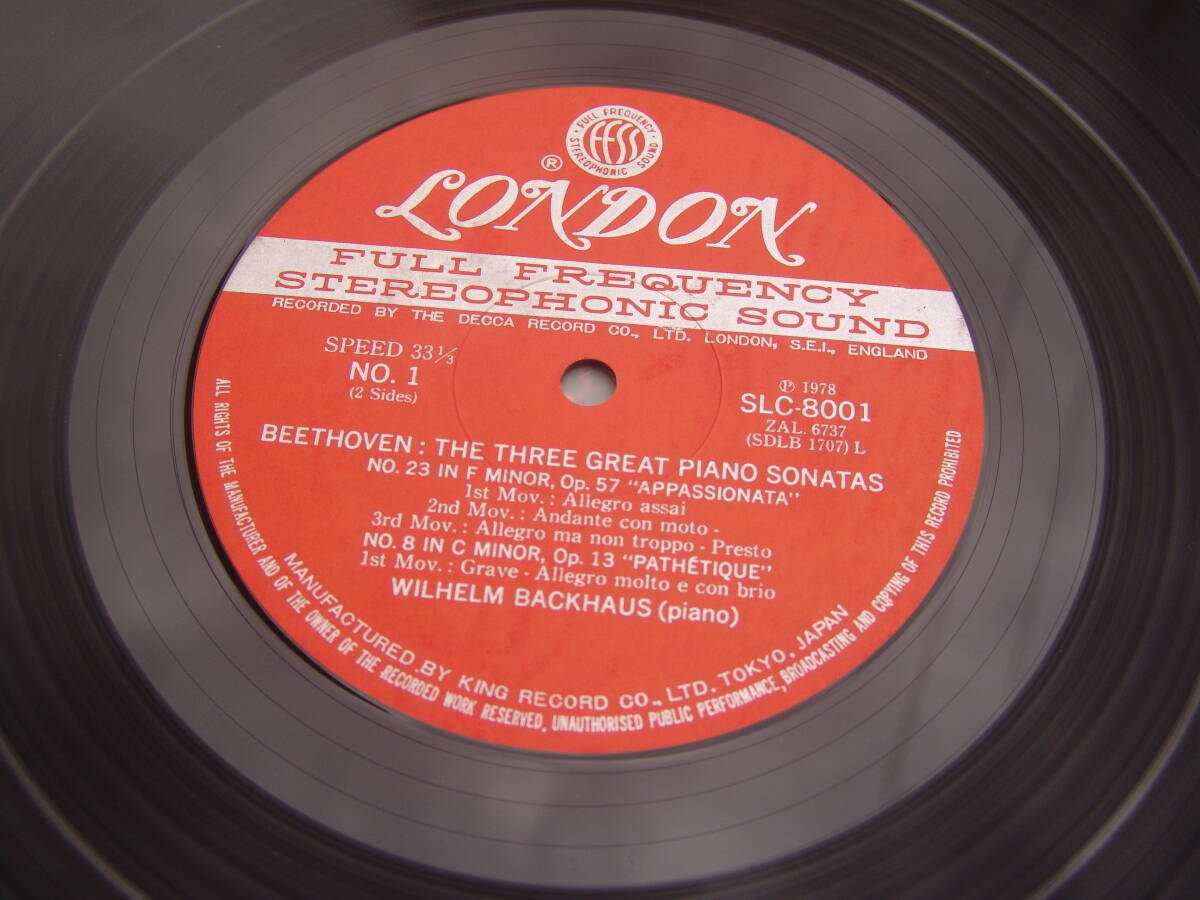 FULL FREQUENCY
FFSS
STEREOPHONIC SOUND
®
LONDON
FULL FREQUENCY
STEREOPHONIC SOUND
RECORDED BY THE DECCA RECORD CO., LTD. LONDON, S.E.I., ENGLAND
SPEED 33⅓
NO. 1
(2 Sides)
℗ 1978
SLC-8001
ZAL. 6737
(SDLB 1707) L
BEETHOVEN : THE THREE GREAT PIANO SONATAS
NO. 23 IN F MINOR, Op. 57 "APPASSIONATA"
1st Mov. : Allegro assai
2nd Mov. : Andante con moto -
3rd Mov. : Allegro ma non troppo - Presto
NO. 8 IN C MINOR, Op. 13 "PATHÉTIQUE"
1st Mov. : Grave - Allegro molto e con brio
WILHELM BACKHAUS (piano)
MANUFACTURED BY KING RECORD CO., LTD. TOKYO, JAPAN
ALL RIGHTS OF THE MANUFACTURER AND OF THE OWNER OF THE RECORDED WORK RESERVED, UNAUTHORISED PUBLIC PERFORMANCE, BROADCASTING AND COPYING OF THIS RECORD PROHIBITED